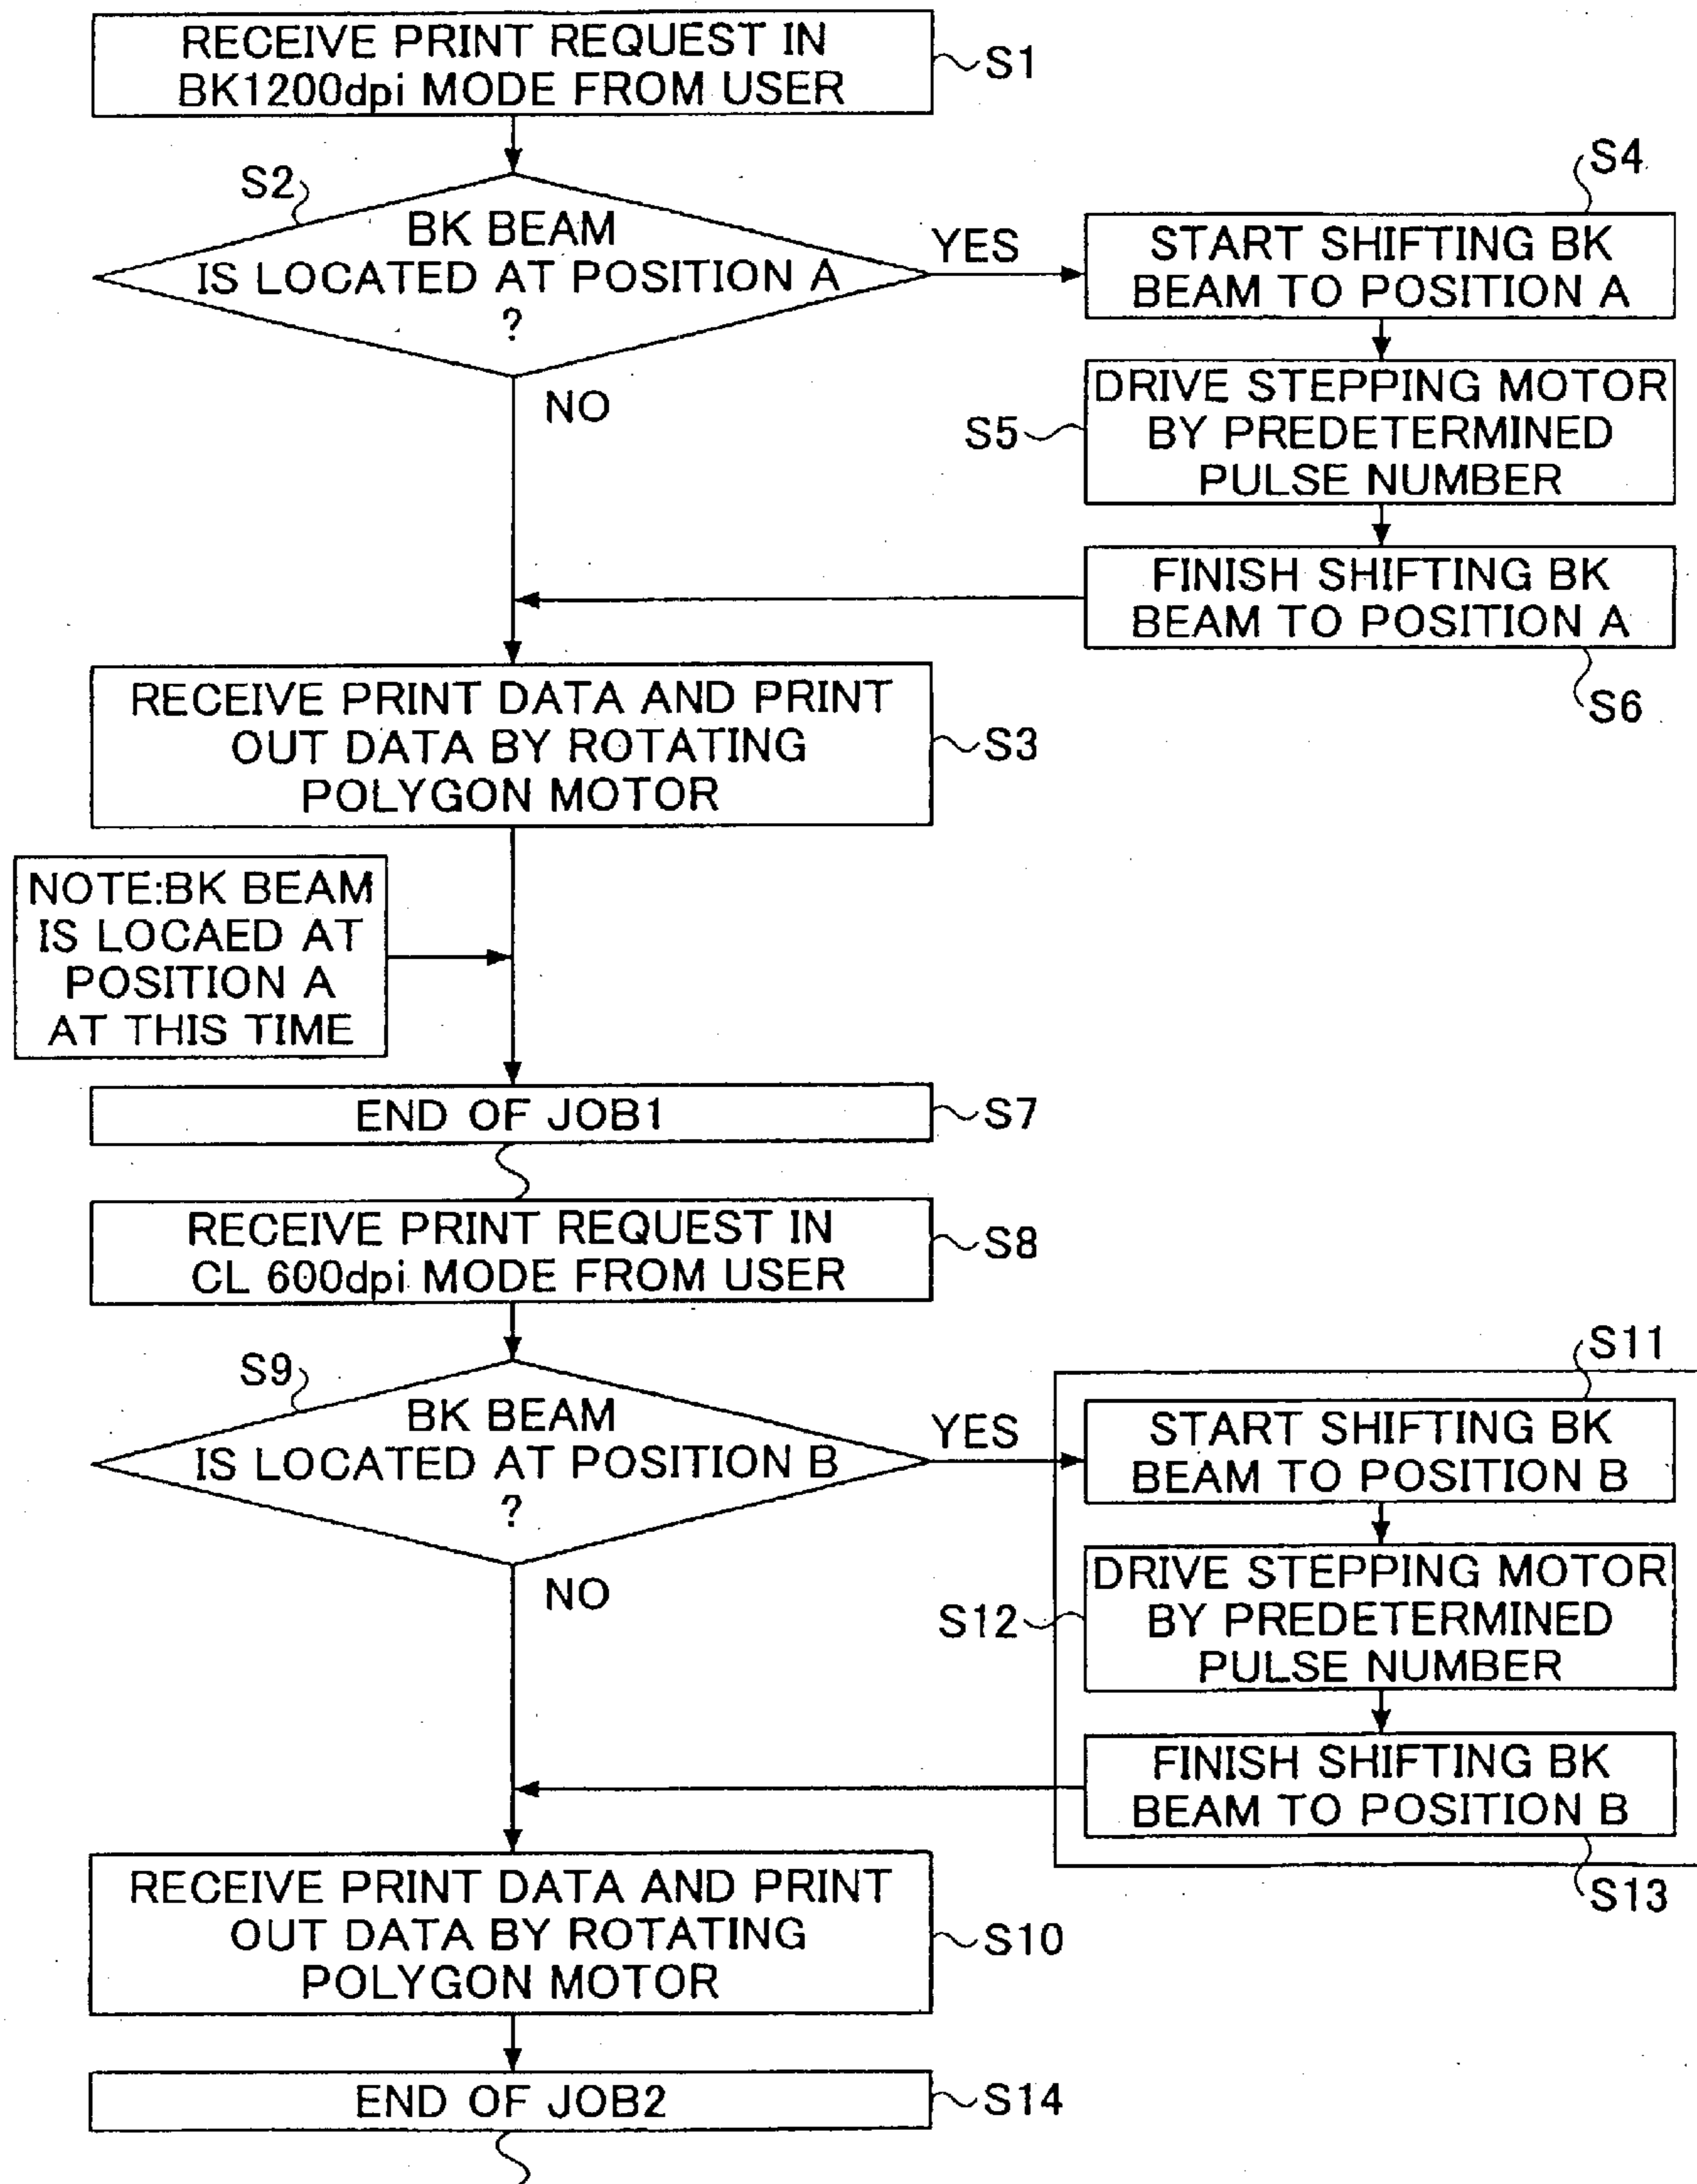 RECEIVE PRINT REQUEST IN
BK1200dpi MODE FROM USER
S1
S2
BK BEAM
IS LOCATED AT POSITION A
?
YES
NO
S4
START SHIFTING BK
BEAM TO POSITION A
S5
DRIVE STEPPING MOTOR
BY PREDETERMINED
PULSE NUMBER
FINISH SHIFTING BK
BEAM TO POSITION A
S6
RECEIVE PRINT DATA AND PRINT
OUT DATA BY ROTATING
POLYGON MOTOR
S3
NOTE:BK BEAM
IS LOCAED AT
POSITION A
AT THIS TIME
END OF JOB1
S7
RECEIVE PRINT REQUEST IN
CL 600dpi MODE FROM USER
S8
S9
BK BEAM
IS LOCATED AT POSITION B
?
YES
NO
S11
START SHIFTING BK
BEAM TO POSITION B
S12
DRIVE STEPPING MOTOR
BY PREDETERMINED
PULSE NUMBER
FINISH SHIFTING BK
BEAM TO POSITION B
S13
RECEIVE PRINT DATA AND PRINT
OUT DATA BY ROTATING
POLYGON MOTOR
S10
END OF JOB2
S14